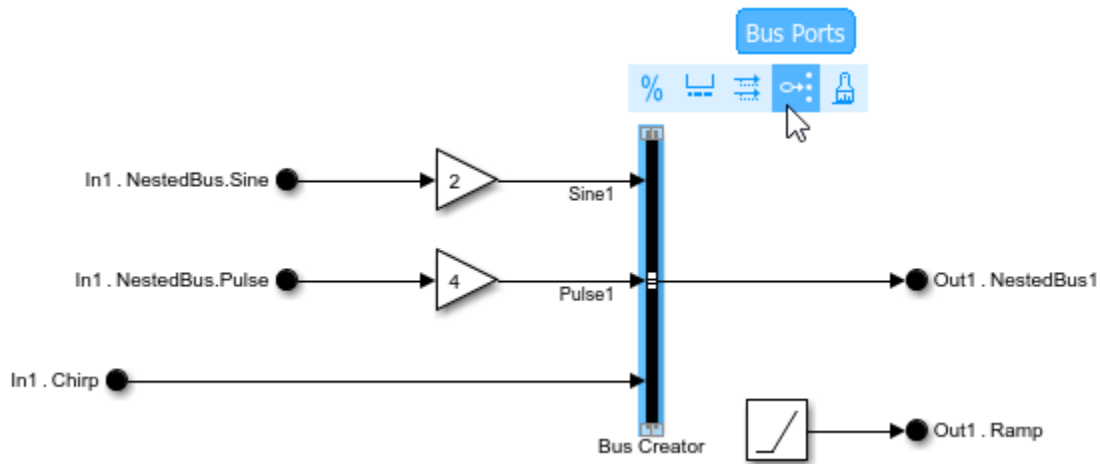 Bus Ports
%
In1 . NestedBus.Sine
2
Sine1
In1 . NestedBus.Pulse
4
Pulse1
Out1 . NestedBus1
In1 . Chirp
Bus Creator
Out1 . Ramp